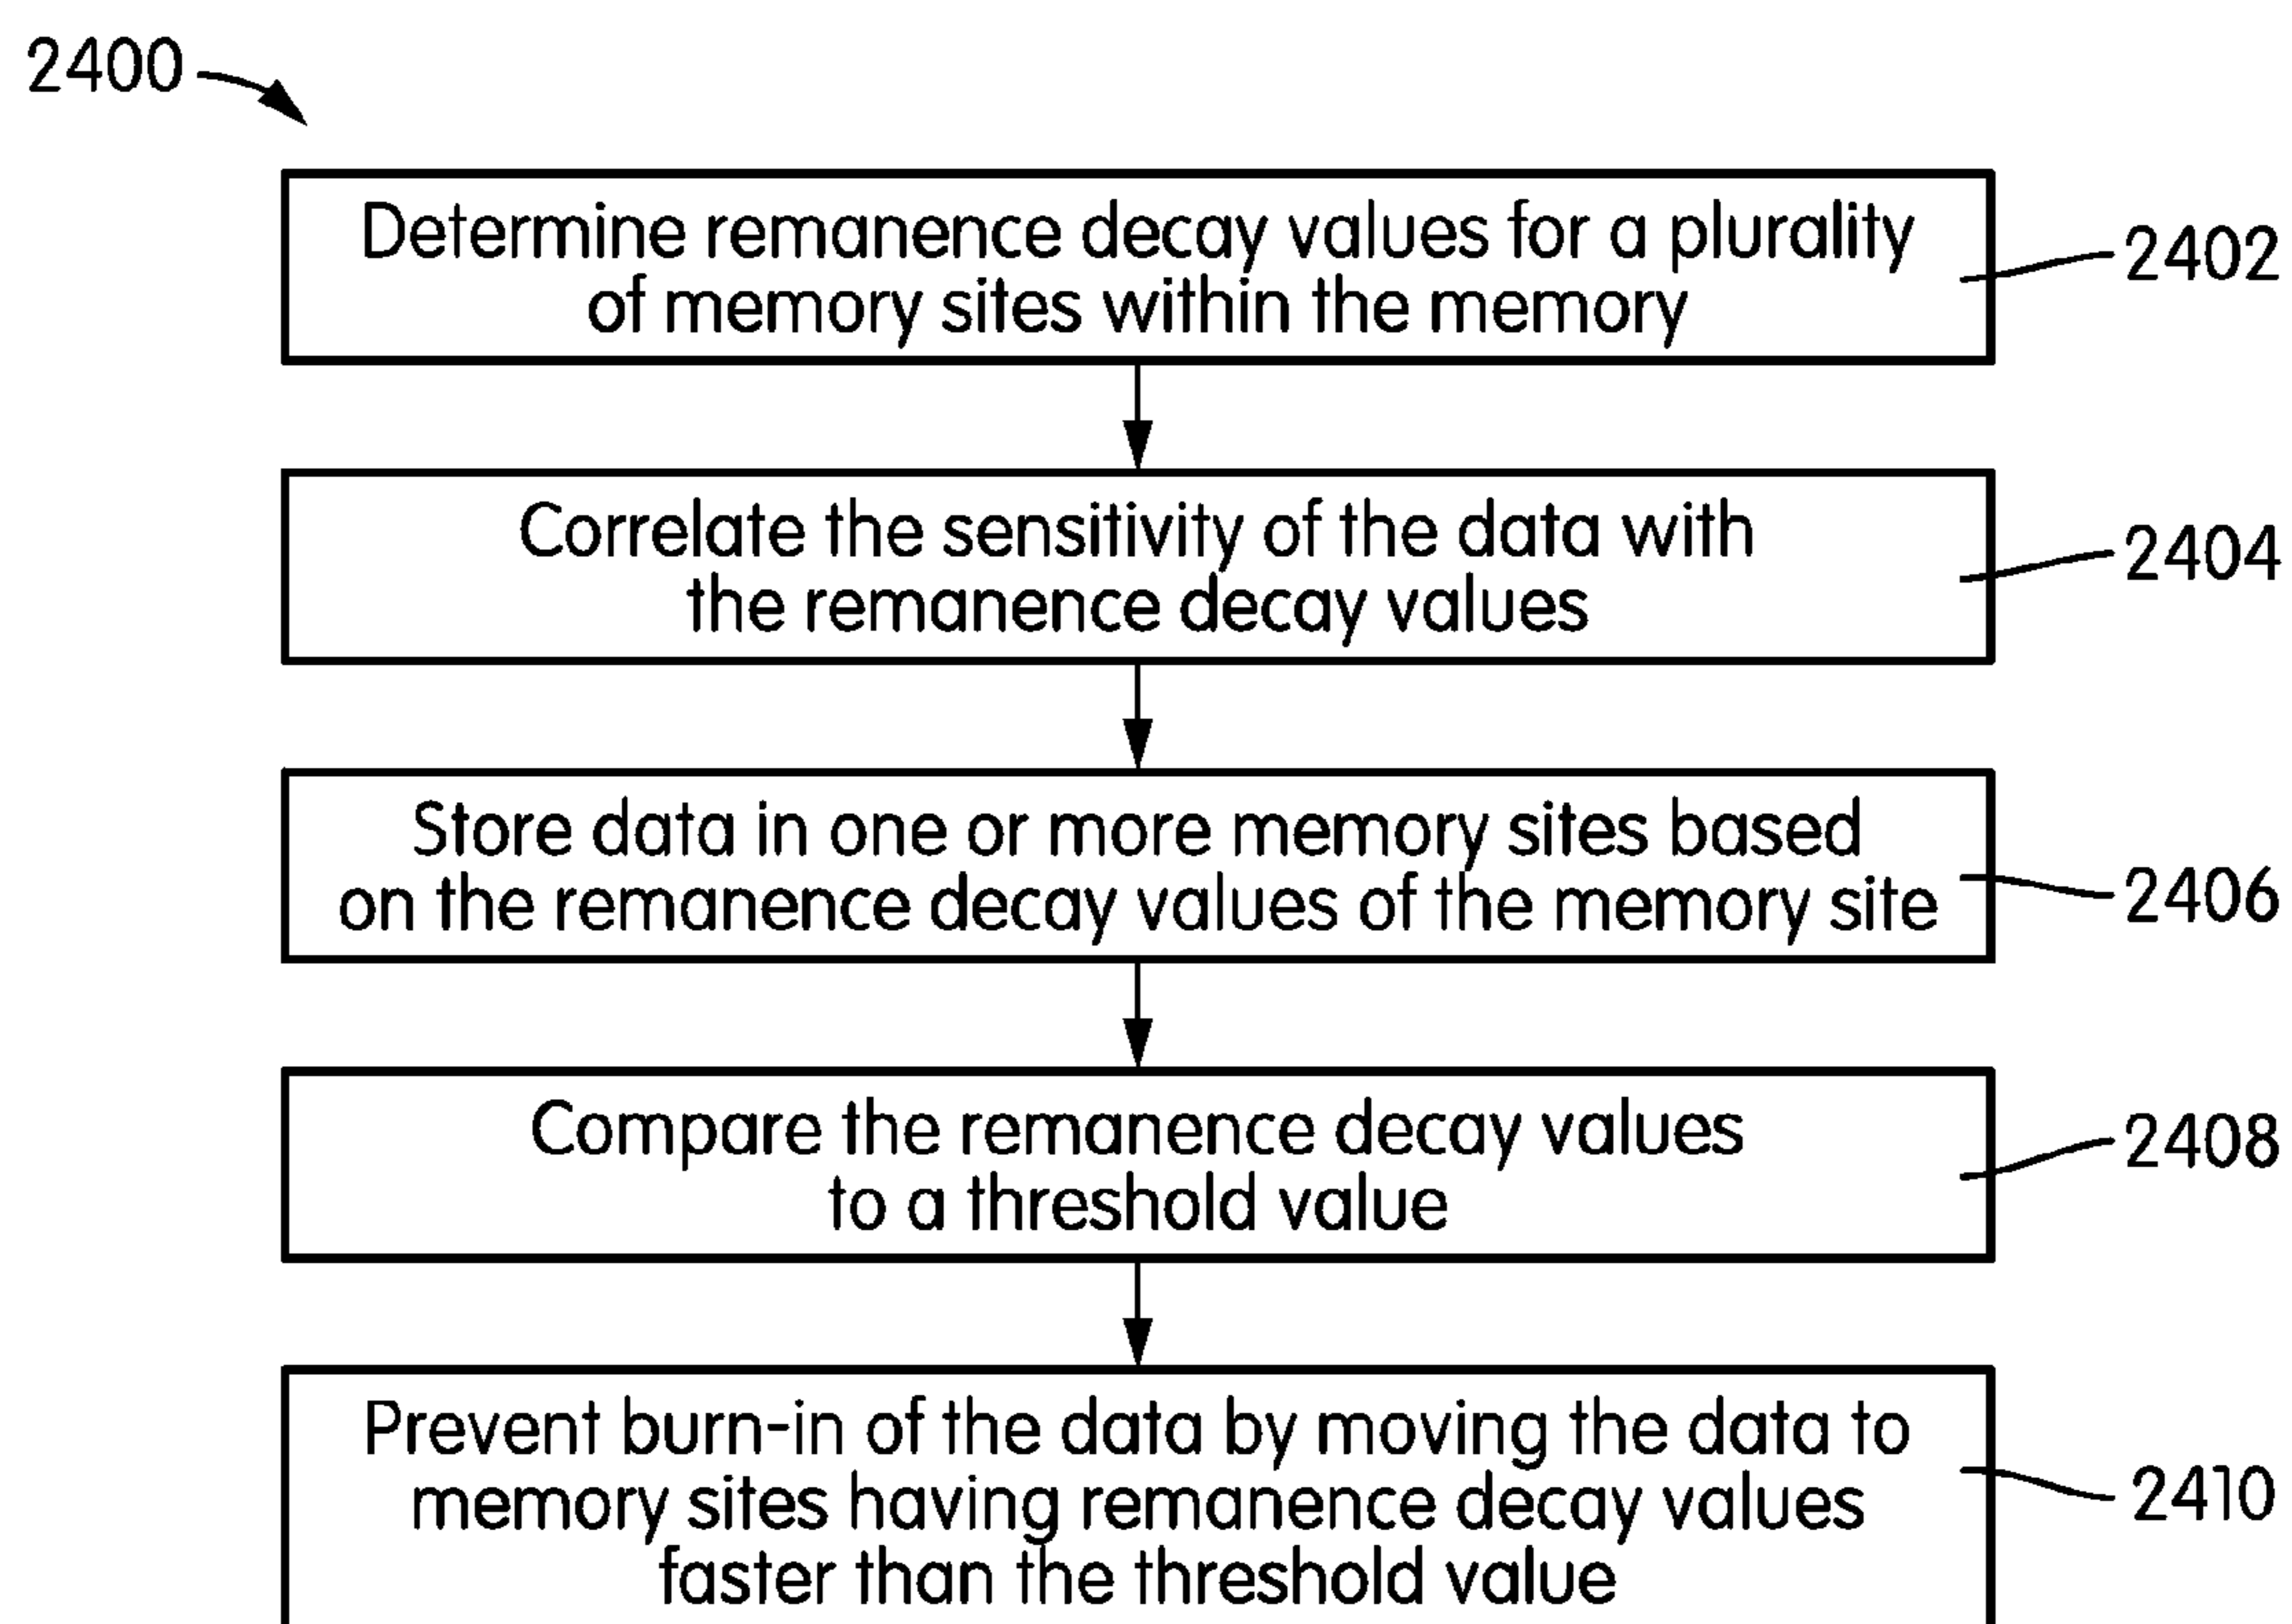 2400
Determine remanence decay values for a plurality
of memory sites within the memory
2402
Correlate the sensitivity of the data with
the remanence decay values
2404
Store data in one or more memory sites based
on the remanence decay values of the memory site
2406
Compare the remanence decay values
to a threshold value
2408
Prevent burn-in of the data by moving the data to
memory sites having remanence decay values
faster than the threshold value
2410